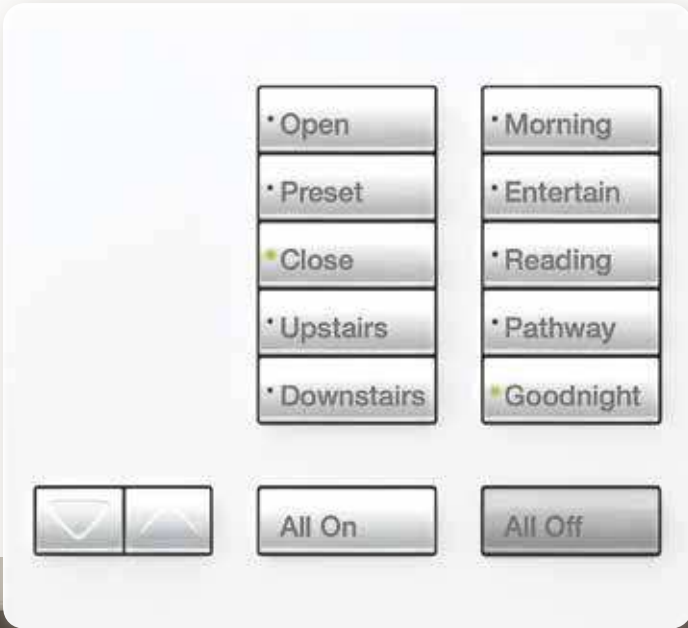 Open
Preset
Close
Upstairs
Downstairs
Morning
Entertain
Reading
Pathway
Goodnight
All On
All Off